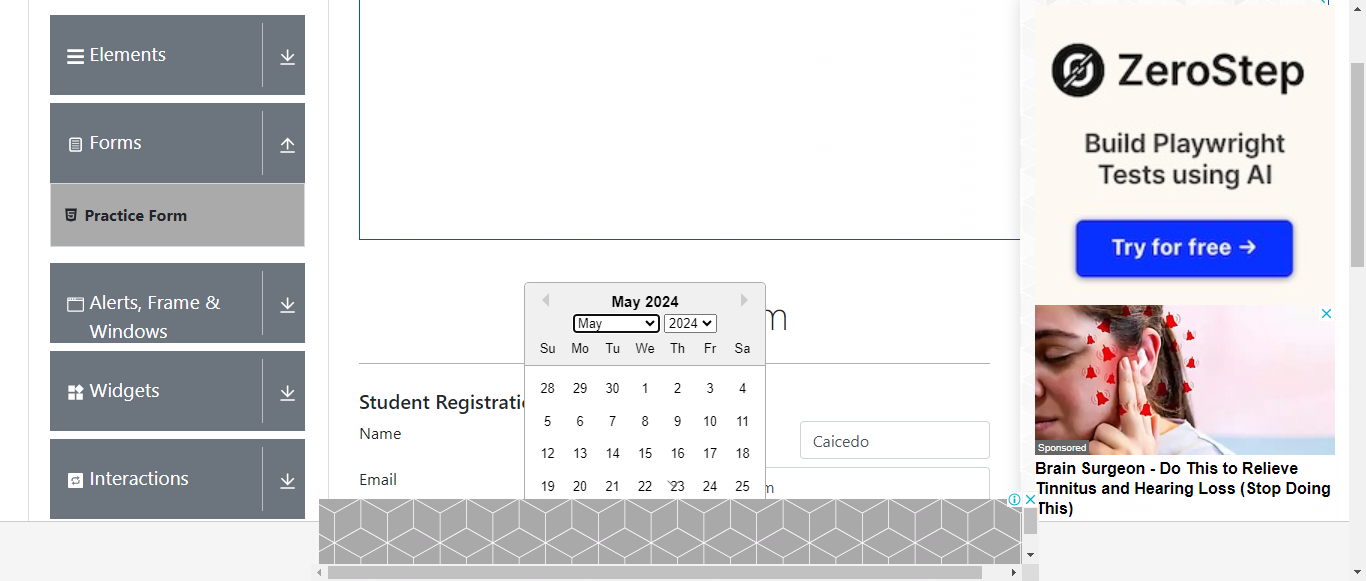 Elements
Forms
Practice Form
Alerts, Frame &
Windows
Widgets
Interactions
May 2024
May 2024
Su Mo Tu We Th Fr Sa
28 29 30 1 2 3 4
5 6 7 8 9 10 11
12 13 14 15 16 17 18
19 20 21 22 23 24 25
m
Student Registrati
Name
Caicedo
Email
m
ZeroStep
Build Playwright
Tests using AI
Try for free →
Sponsored
Brain Surgeon - Do This to Relieve
Tinnitus and Hearing Loss (Stop Doing
This)